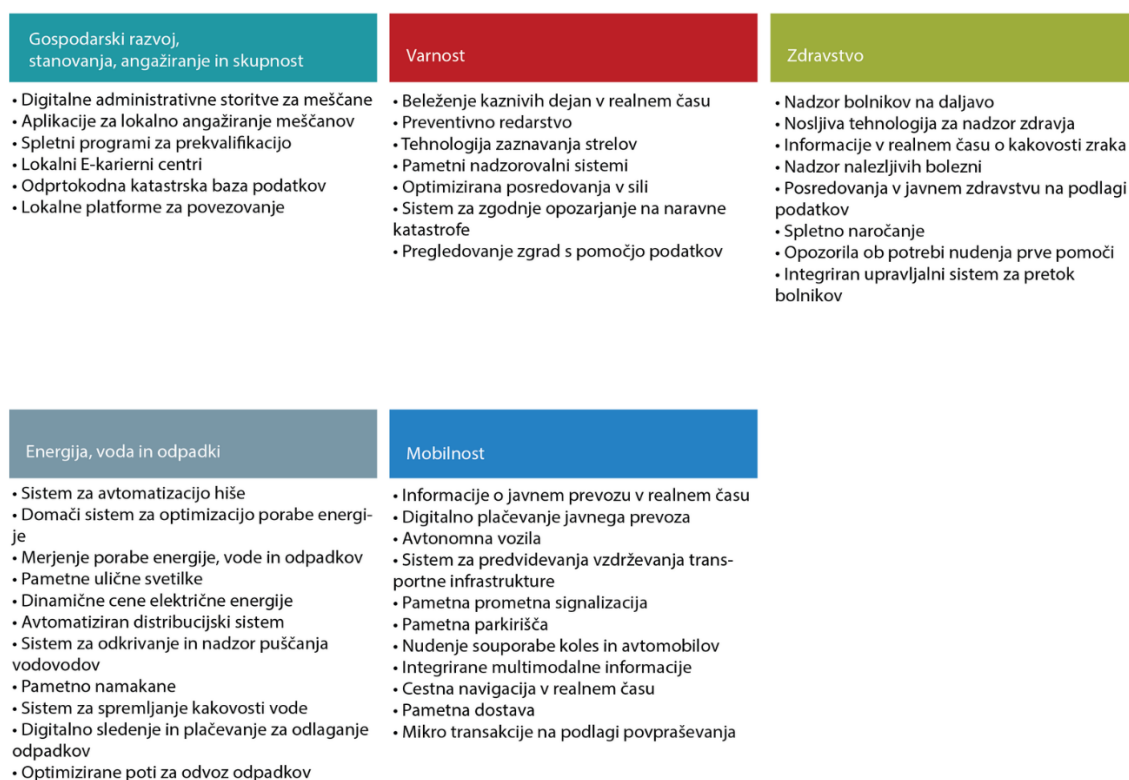 Gospodarski razvoj,
stanovanja, angažiranje in skupnost
• Digitalne administrativne storitve za meščane
• Aplikacije za lokalno angažiranje meščanov
• Spletni programi za prekvalifikacijo
• Lokalni E-karierni centri
• Odprtokodna katastrska baza podatkov
• Lokalne platforme za povezovanje
Varnost
• Beleženje kaznivih dejan v realnem času
• Preventivno redarstvo
• Tehnologija zaznavanja strelov
• Pametni nadzorovalni sistemi
• Optimizirana posredovanja v sili
• Sistem za zgodnje opozarjanje na naravne
katastrofe
• Pregledovanje zgrad s pomočjo podatkov
Zdravstvo
• Nadzor bolnikov na daljavo
• Nosljiva tehnologija za nadzor zdravja
• Informacije v realnem času o kakovosti zraka
• Nadzor nalezljivih bolezni
• Posredovanja v javnem zdravstvu na podlagi
podatkov
• Spletno naročanje
• Opozorila ob potrebi nudenja prve pomoči
• Integriran upravljalni sistem za pretok
bolnikov
Energija, voda in odpadki
• Sistem za avtomatizacijo hiše
• Domači sistem za optimizacijo porabe energi-
je
• Merjenje porabe energije, vode in odpadkov
• Pametne ulične svetilke
• Dinamične cene električne energije
• Avtomatiziran distribucijski sistem
• Sistem za odkrivanje in nadzor puščanja
vodovodov
• Pametno namakane
• Sistem za spremljanje kakovosti vode
• Digitalno sledenje in plačevanje za odlaganje
odpadkov
• Optimizirane poti za odvoz odpadkov
Mobilnost
• Informacije o javnem prevozu v realnem času
• Digitalno plačevanje javnega prevoza
• Avtonomna vozila
• Sistem za predvidevanja vzdrževanja trans-
portne infrastrukture
• Pametna prometna signalizacija
• Pametna parkirišča
• Nudenje souporabe koles in avtomobilov
• Integrirane multimodalne informacije
• Cestna navigacija v realnem času
• Pametna dostava
• Mikro transakcije na podlagi povpraševanja